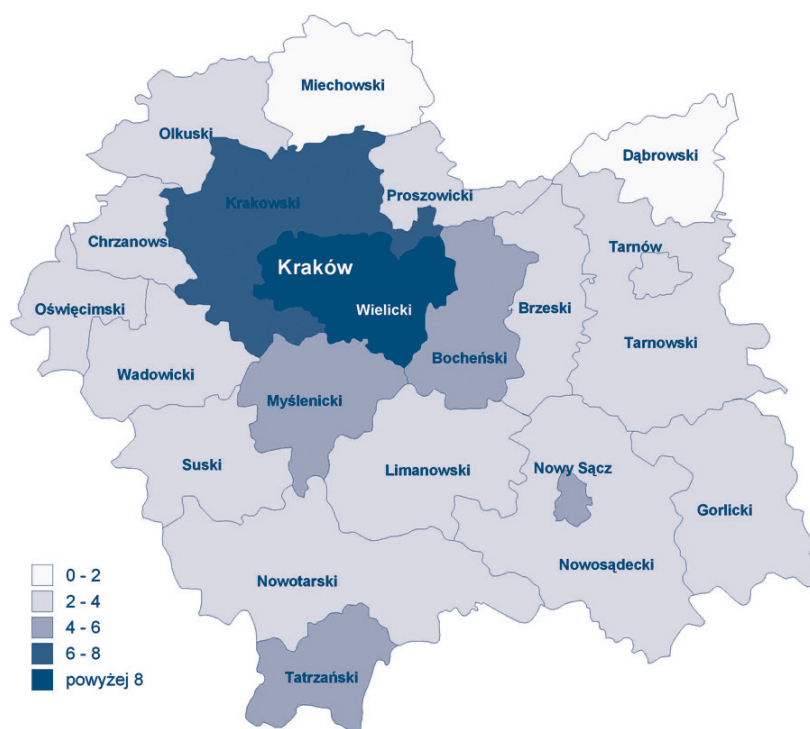 Miechowski
Olkuski
Dąbrowski
Krakowski
Proszowicki
Chrzanows
Tarnów
Kraków
Oświęcimski
Wielicki
Brzeski
Tarnowski
Bocheński
Wadowicki
Myślenicki
Suski
Limanowski
Nowy Sącz
Gorlicki
Nowosądecki
Nowotarski
Tatrzański
0 - 2
2 - 4
4 - 6
6 - 8
powyżej 8